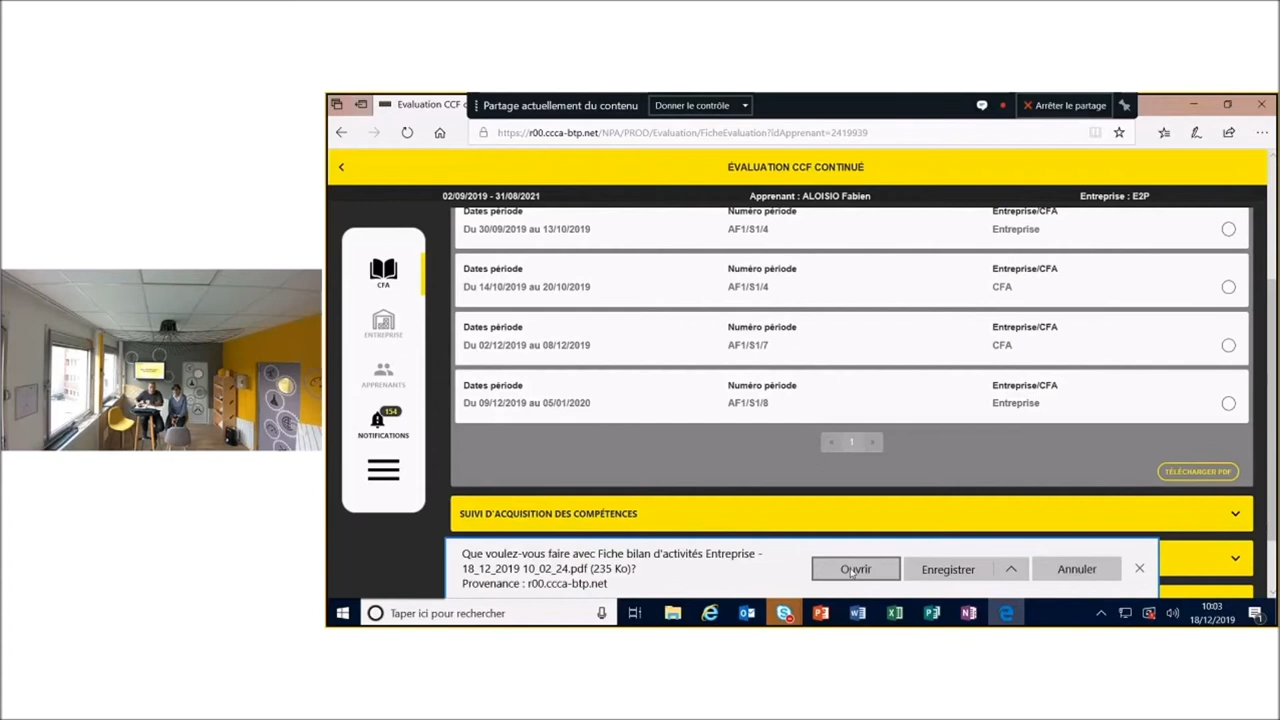 Evaluation CCF c
Partage actuellement du contenu
Donner le contrôle
Arrêter le partage
https://r00.ccca-btp.net/NPA/PROD/Evaluation/FicheEvaluation?idApprenant=2419939
ÉVALUATION CCF CONTINUÉ
02/09/2019 - 31/08/2021 Apprenant : ALOISIO Fabien Entreprise : E2P
Dates période Numéro période Entreprise/CFA
Du 30/09/2019 au 13/10/2019 AF1/S1/4 Entreprise
Dates période Numéro période Entreprise/CFA
Du 14/10/2019 au 20/10/2019 AF1/S1/4 CFA
Dates période Numéro période Entreprise/CFA
Du 02/12/2019 au 08/12/2019 AF1/S1/7 CFA
Dates période Numéro période Entreprise/CFA
Du 09/12/2019 au 05/01/2020 AF1/S1/8 Entreprise
« 1 »
TÉLÉCHARGER PDF
CFA
ENTREPRISE
APPRENANTS
154
NOTIFICATIONS
SUIVI D'ACQUISITION DES COMPÉTENCES
Que voulez-vous faire avec Fiche bilan d'activités Entreprise -
18_12_2019 10_02_24.pdf (235 Ko)?
Provenance : r00.ccca-btp.net
Ouvrir
Enregistrer
Annuler
Taper ici pour rechercher
10:03
18/12/2019